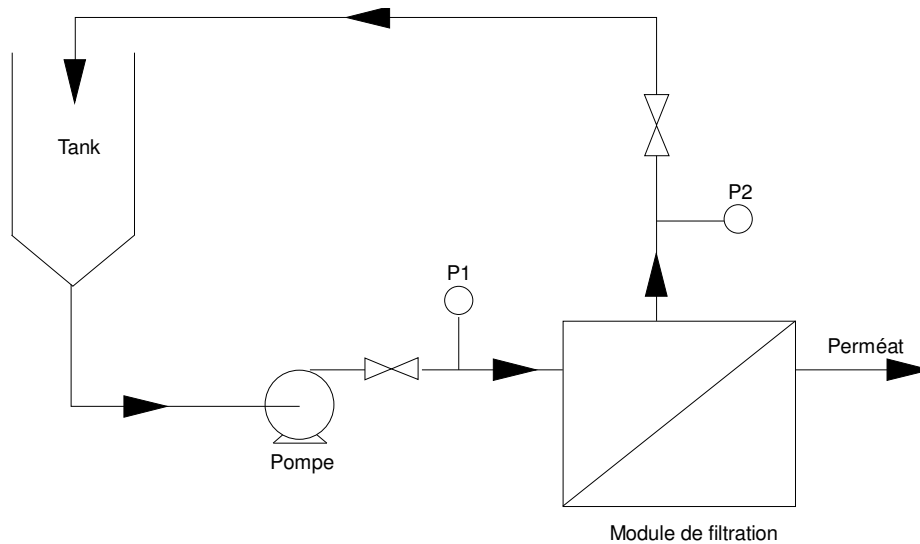 Tank
P2
P1
Perméat
Pompe
Module de filtration